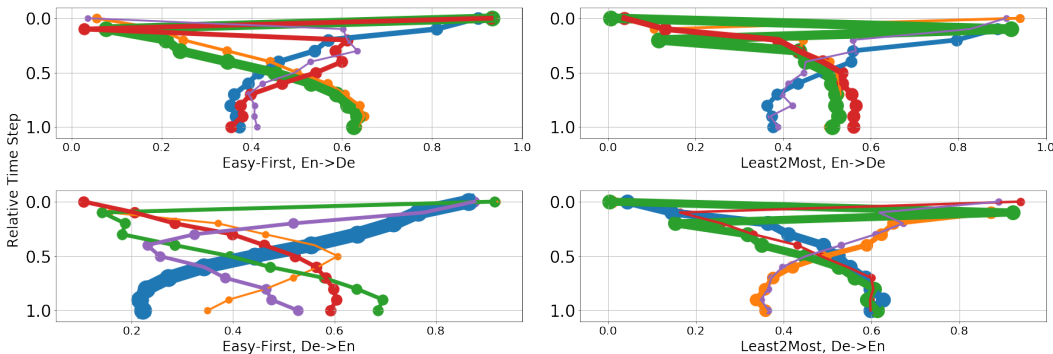 0.0
0.5
1.0
0.0 0.2 0.4 0.6 0.8 1.0
Easy-First, En->De
0.0
0.5
1.0
0.0 0.2 0.4 0.6 0.8 1.0
Least2Most, En->De
Relative Time Step
0.0
0.5
1.0
0.2 0.4 0.6 0.8
Easy-First, De->En
0.0
0.5
1.0
0.0 0.2 0.4 0.6 0.8
Least2Most, De->En